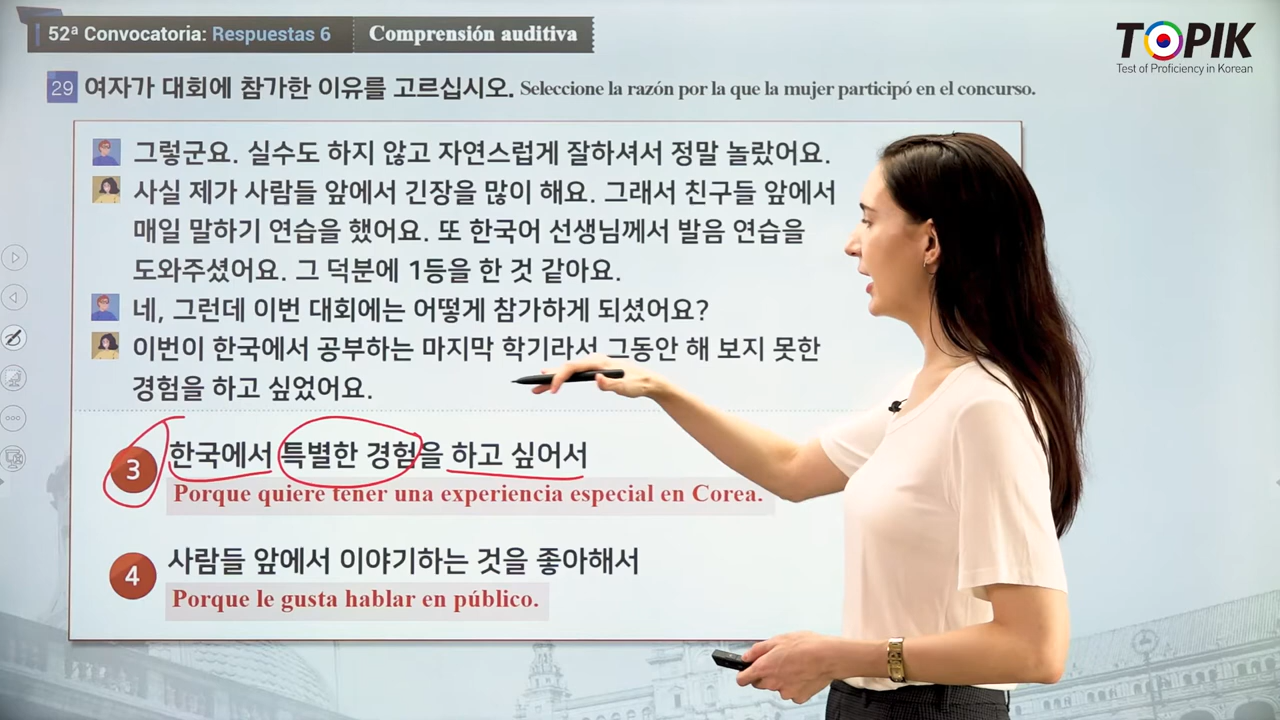 52ª Convocatoria: Respuestas 6
Comprensión auditiva
TOPIK
Test of Proficiency in Korean
29 여자가 대회에 참가한 이유를 고르십시오. Seleccione la razón por la que la mujer participó en el concurso.
그렇군요. 실수도 하지 않고 자연스럽게 잘하셔서 정말 놀랐어요.
사실 제가 사람들 앞에서 긴장을 많이 해요. 그래서 친구들 앞에서
매일 말하기 연습을 했어요. 또 한국어 선생님께서 발음 연습을
도와주셨어요. 그 덕분에 1등을 한 것 같아요.
네, 그런데 이번 대회에는 어떻게 참가하게 되셨어요?
이번이 한국에서 공부하는 마지막 학기라서 그동안 해 보지 못한
경험을 하고 싶었어요.
3 한국에서 특별한 경험을 하고 싶어서
Porque quiere tener una experiencia especial en Corea.
4 사람들 앞에서 이야기하는 것을 좋아해서
Porque le gusta hablar en público.